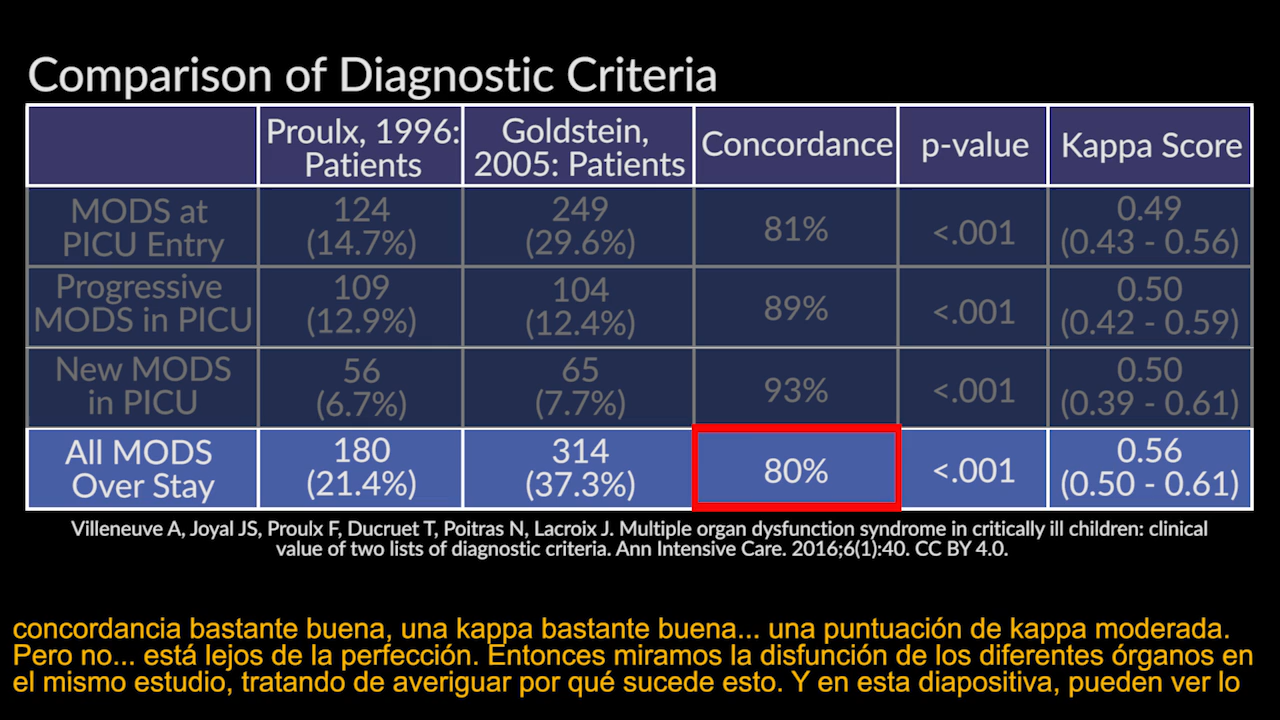 Comparison of Diagnostic Criteria
Proulx, 1996: Patients
Goldstein, 2005: Patients
Concordance
p-value
Kappa Score
MODS at PICU Entry
124 (14.7%)
249 (29.6%)
81%
<.001
0.49 (0.43 - 0.56)
Progressive MODS in PICU
109 (12.9%)
104 (12.4%)
89%
<.001
0.50 (0.42 - 0.59)
New MODS in PICU
56 (6.7%)
65 (7.7%)
93%
<.001
0.50 (0.39 - 0.61)
All MODS Over Stay
180 (21.4%)
314 (37.3%)
80%
<.001
0.56 (0.50 - 0.61)
Villeneuve A, Joyal JS, Proulx F, Ducruet T, Poitras N, Lacroix J. Multiple organ dysfunction syndrome in critically ill children: clinical
value of two lists of diagnostic criteria. Ann Intensive Care. 2016;6(1):40. CC BY 4.0.
concordancia bastante buena, una kappa bastante buena... una puntuación de kappa moderada.
Pero no... está lejos de la perfección. Entonces miramos la disfunción de los diferentes órganos en
el mismo estudio, tratando de averiguar por qué sucede esto. Y en esta diapositiva, pueden ver lo